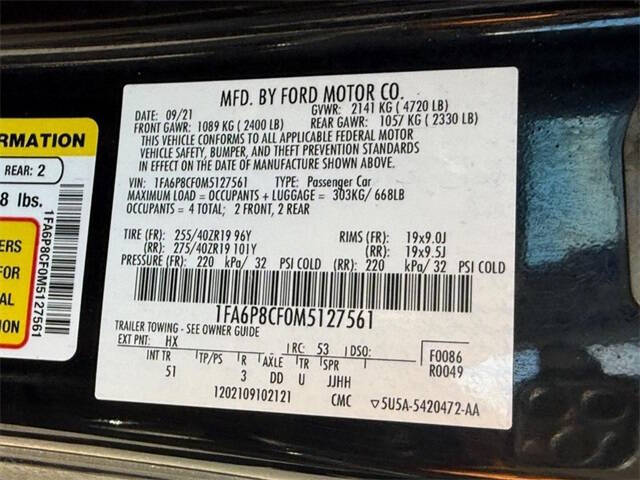 MFD. BY FORD MOTOR CO.
DATE: 09/21 GVWR: 2141 KG ( 4720 LB)
FRONT GAWR: 1089 KG ( 2400 LB) REAR GAWR: 1057 KG ( 2330 LB)
THIS VEHICLE CONFORMS TO ALL APPLICABLE FEDERAL MOTOR
VEHICLE SAFETY, BUMPER, AND THEFT PREVENTION STANDARDS
IN EFFECT ON THE DATE OF MANUFACTURE SHOWN ABOVE.
VIN: 1FA6P8CF0M5127561 TYPE: Passenger Car
MAXIMUM LOAD = OCCUPANTS + LUGGAGE = 303KG/ 668LB
OCCUPANTS = 4 TOTAL; 2 FRONT, 2 REAR
TIRE (FR): 255/40ZR19 96Y RIMS (FR): 19x9.0J
(RR): 275/40ZR19 101Y (RR): 19x9.5J
PRESSURE (FR): 220 kPa/ 32 PSI COLD (RR): 220 kPa/ 32 PSI COLD
1FA6P8CF0M5127561
TRAILER TOWING - SEE OWNER GUIDE
EXT PNT: HX RC: 53 DSO: F0086
INT TR TP/PS R AXLE TR SPR R0049
51 3 DD U JJHH
1202109102121 CMC ▽5U5A-5420472-AA
ORMATION
REAR: 2
8 lbs.
ERS
FOR
AL
TION
1FA6P8CF0M5127561